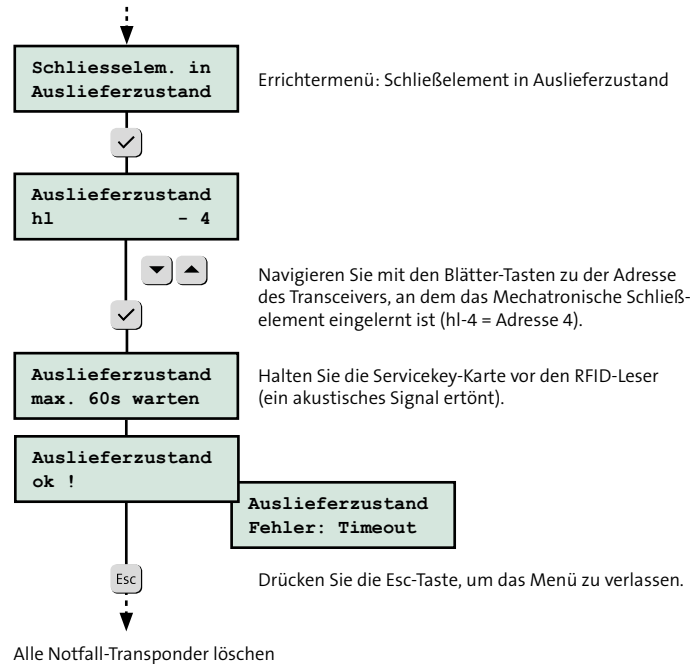 Schliesselem. in
Auslieferzustand
Errichtermenü: Schließelement in Auslieferzustand
Auslieferzustand
hl - 4
Navigieren Sie mit den Blätter-Tasten zu der Adresse
des Transceivers, an dem das Mechatronische Schließ-
element eingelernt ist (hl-4 = Adresse 4).
Auslieferzustand
max. 60s warten
Halten Sie die Servicekey-Karte vor den RFID-Leser
(ein akustisches Signal ertönt).
Auslieferzustand
ok !
Auslieferzustand
Fehler: Timeout
Esc
Drücken Sie die Esc-Taste, um das Menü zu verlassen.
Alle Notfall-Transponder löschen